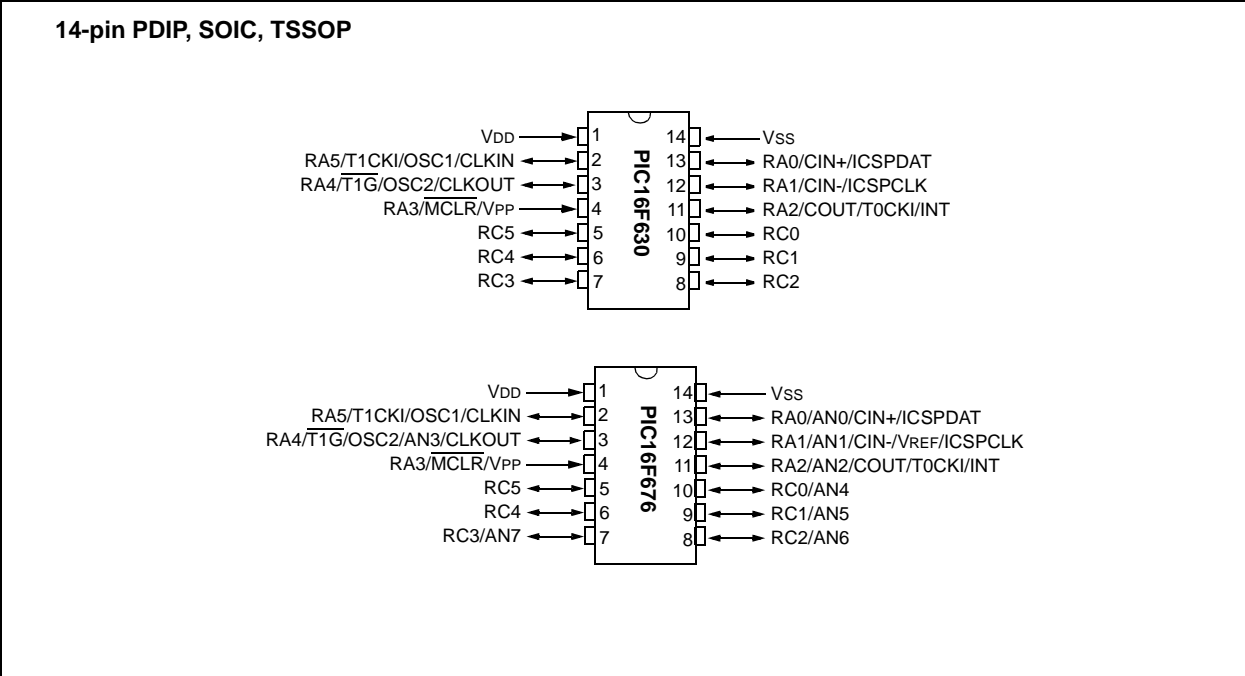 14-pin PDIP, SOIC, TSSOP
VDD 1 14 VSS
RA5/T1CKI/OSC1/CLKIN 2 13 RA0/CIN+/ICSPDAT
RA4/T1G/OSC2/CLKOUT 3 12 RA1/CIN-/ICSPCLK
RA3/MCLR/VPP 4 11 RA2/COUT/T0CKI/INT
RC5 5 10 RC0
RC4 6 9 RC1
RC3 7 8 RC2
PIC16F630
VDD 1 14 VSS
RA5/T1CKI/OSC1/CLKIN 2 13 RA0/AN0/CIN+/ICSPDAT
RA4/T1G/OSC2/AN3/CLKOUT 3 12 RA1/AN1/CIN-/VREF/ICSPCLK
RA3/MCLR/VPP 4 11 RA2/AN2/COUT/T0CKI/INT
RC5 5 10 RC0/AN4
RC4 6 9 RC1/AN5
RC3/AN7 7 8 RC2/AN6
PIC16F676